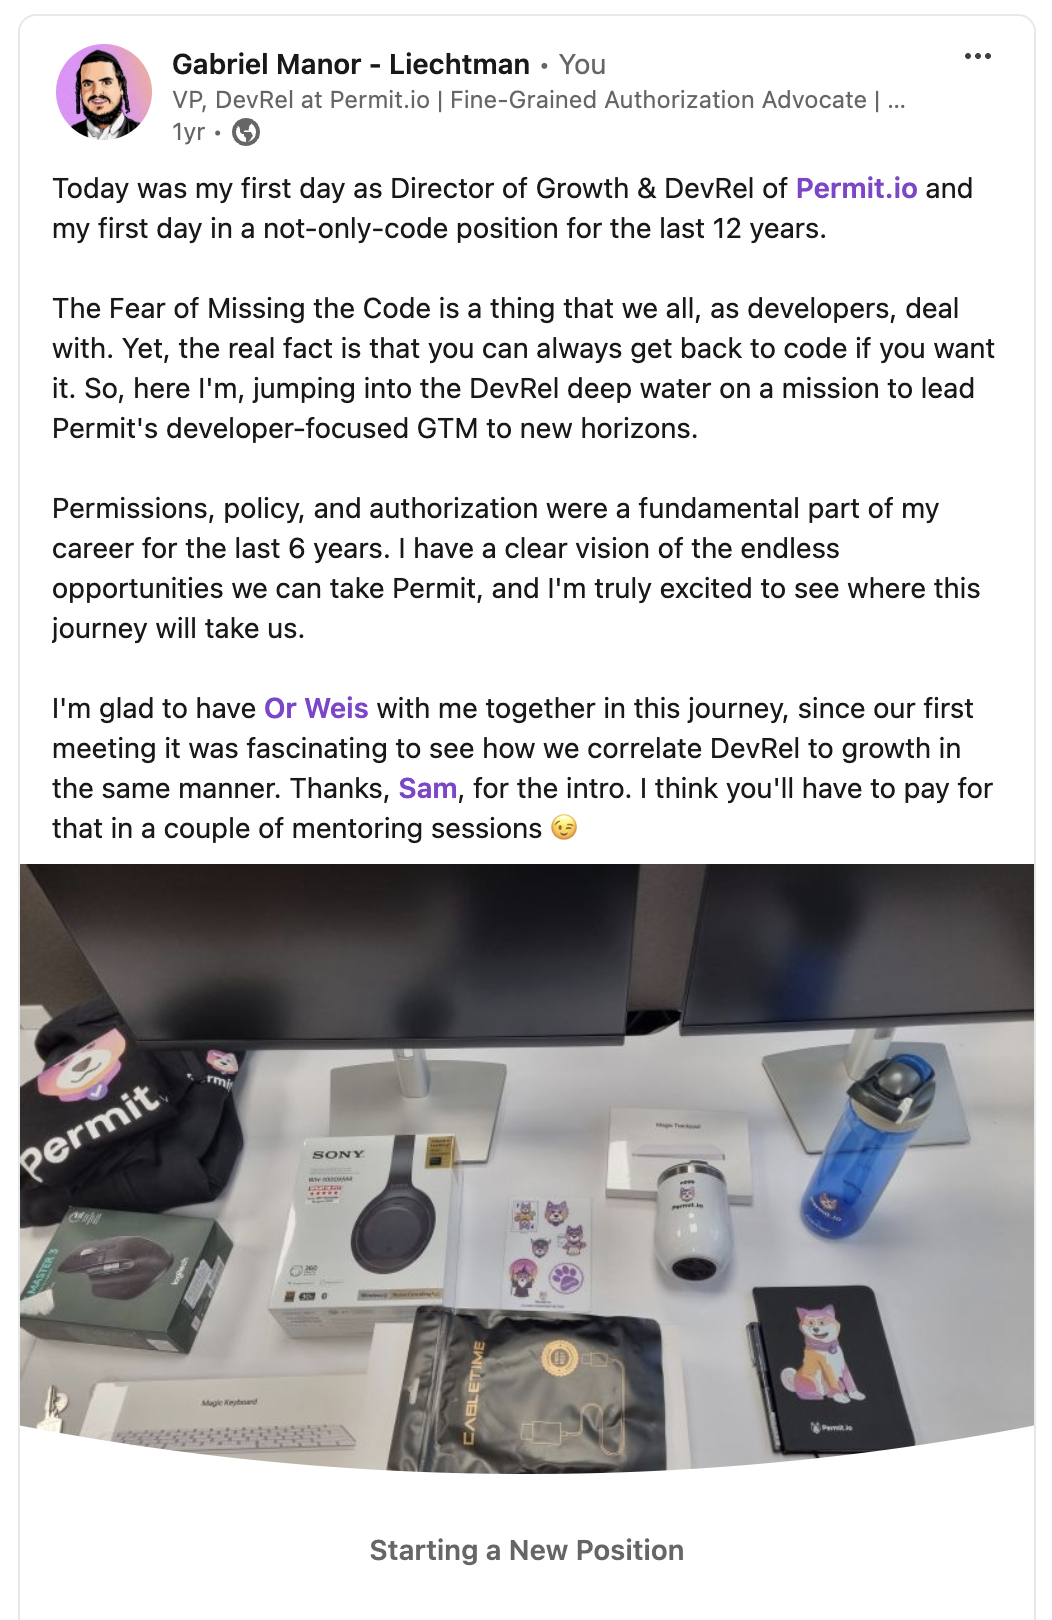 Gabriel Manor - Liechtman • You
VP, DevRel at Permit.io | Fine-Grained Authorization Advocate | ...
1yr •
Today was my first day as Director of Growth & DevRel of Permit.io and
my first day in a not-only-code position for the last 12 years.
The Fear of Missing the Code is a thing that we all, as developers, deal
with. Yet, the real fact is that you can always get back to code if you want
it. So, here I'm, jumping into the DevRel deep water on a mission to lead
Permit's developer-focused GTM to new horizons.
Permissions, policy, and authorization were a fundamental part of my
career for the last 6 years. I have a clear vision of the endless
opportunities we can take Permit, and I'm truly excited to see where this
journey will take us.
I'm glad to have Or Weis with me together in this journey, since our first
meeting it was fascinating to see how we correlate DevRel to growth in
the same manner. Thanks, Sam, for the intro. I think you'll have to pay for
that in a couple of mentoring sessions 😉
Permit
SONY
Magic Trackpad
Permit.io
Permit.io
MASTER 3
logitech
360
CABLETIME
Magic Keyboard
Permit.io
Starting a New Position